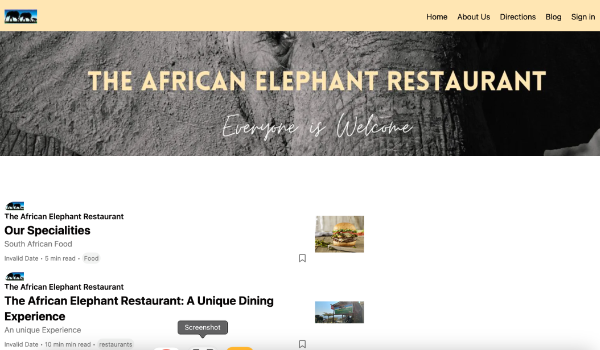 Home About Us Directions Blog Sign in
THE AFRICAN ELEPHANT RESTAURANT
Everyone is Welcome
The African Elephant Restaurant
Our Specialities
South African Food
Invalid Date • 5 min read • Food
The African Elephant Restaurant
The African Elephant Restaurant: A Unique Dining
Experience
An unique Experience
Invalid Date • 10 min min read • restaurants
Screenshot